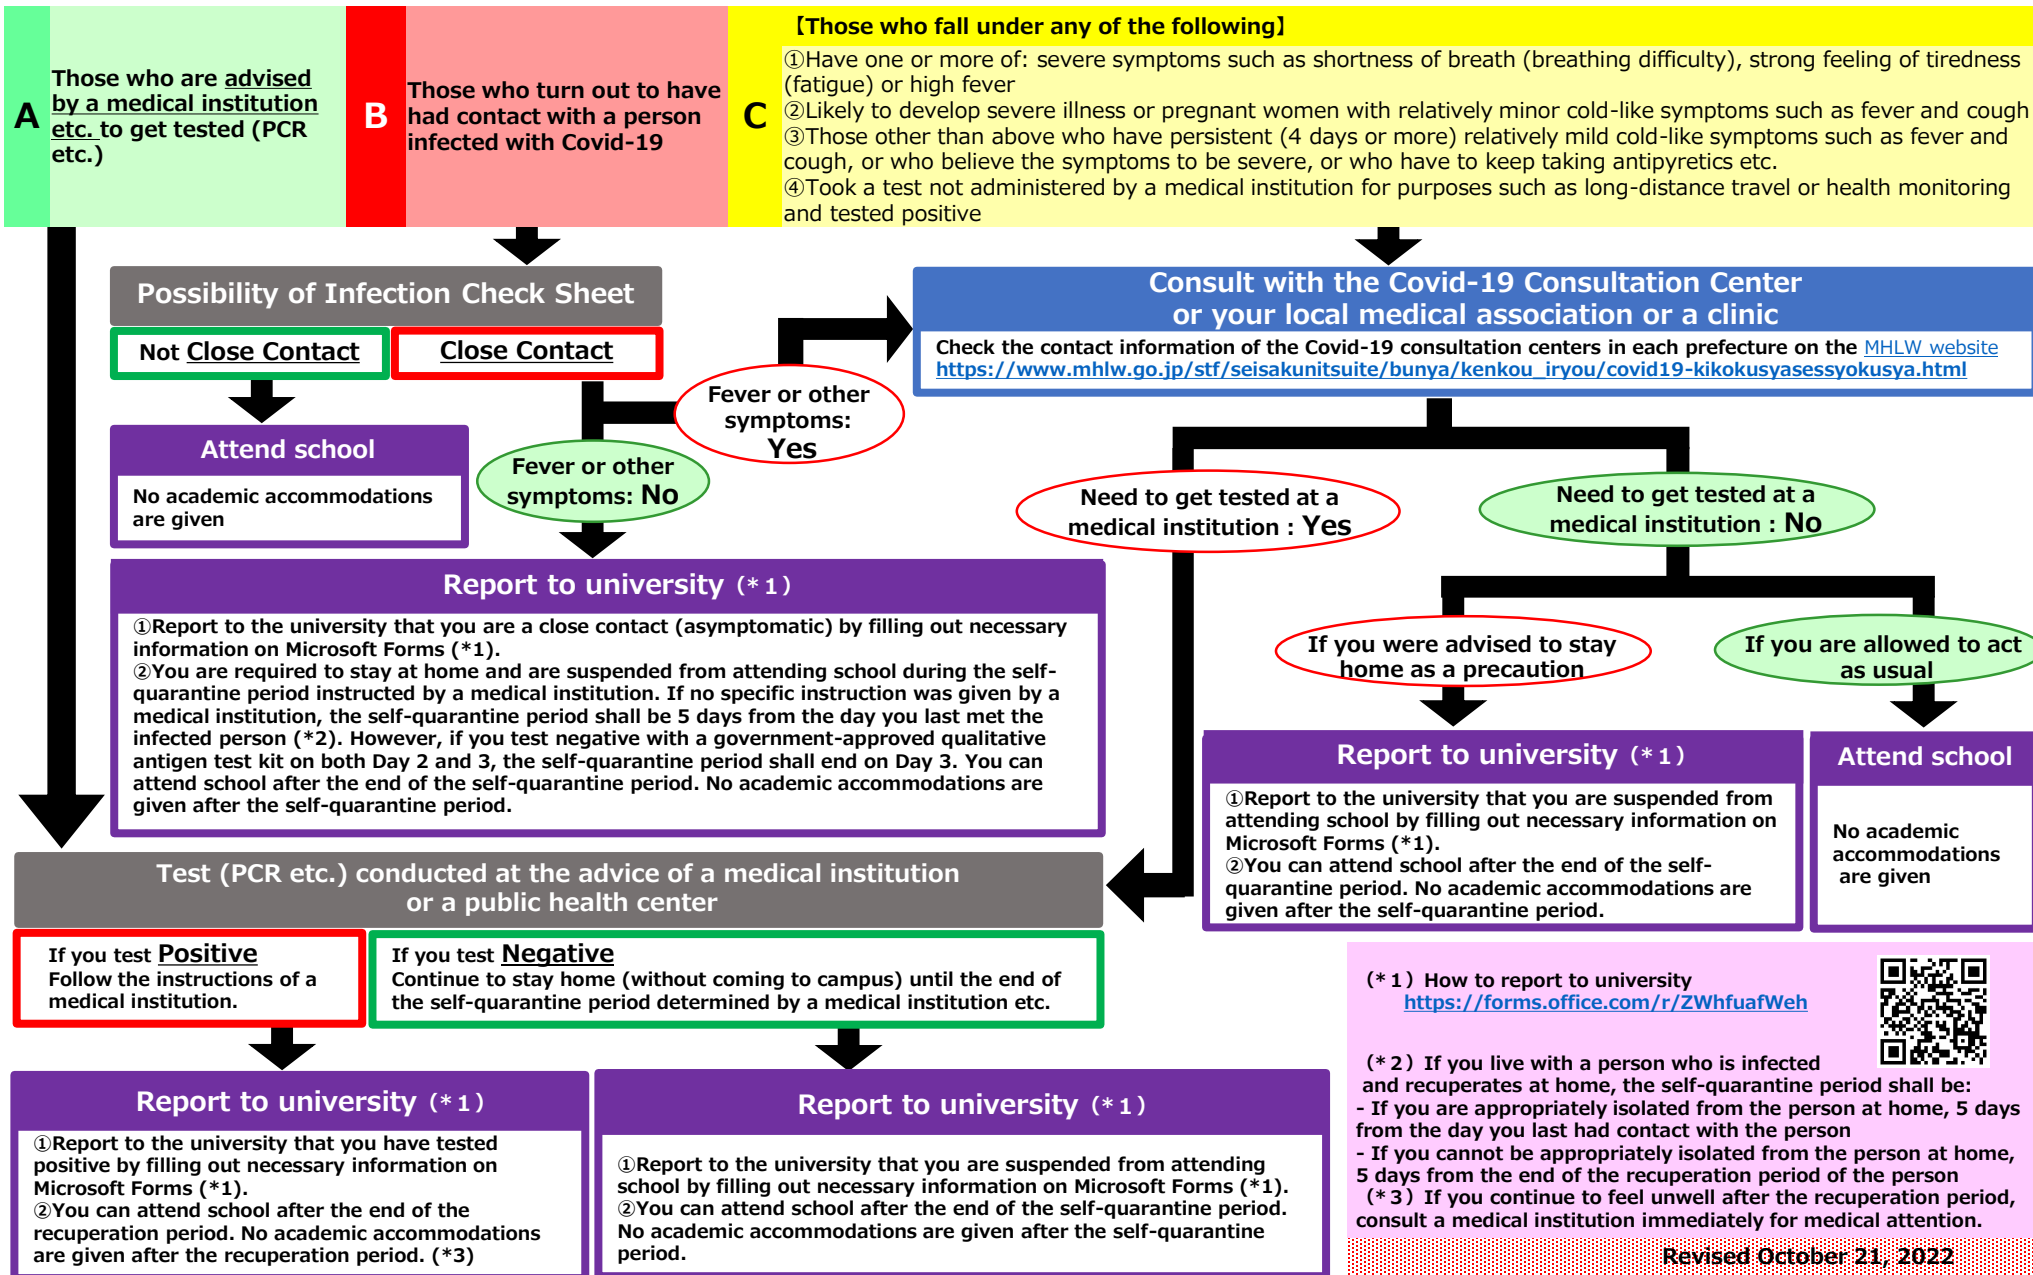 A
Those who are advised
by a medical institution
etc. to get tested (PCR
etc.)
B
Those who turn out to have
had contact with a person
infected with Covid-19
C
【Those who fall under any of the following】
①Have one or more of: severe symptoms such as shortness of breath (breathing difficulty), strong feeling of tiredness
(fatigue) or high fever
②Likely to develop severe illness or pregnant women with relatively minor cold-like symptoms such as fever and cough
③Those other than above who have persistent (4 days or more) relatively mild cold-like symptoms such as fever and
cough, or who believe the symptoms to be severe, or who have to keep taking antipyretics etc.
④Took a test not administered by a medical institution for purposes such as long-distance travel or health monitoring
and tested positive
Possibility of Infection Check Sheet
Not Close Contact
Close Contact
Attend school
No academic accommodations
are given
Fever or other
symptoms:
Yes
Fever or other
symptoms: No
Consult with the Covid-19 Consultation Center
or your local medical association or a clinic
Check the contact information of the Covid-19 consultation centers in each prefecture on the MHLW website
https://www.mhlw.go.jp/stf/seisakunitsuite/bunya/kenkou_iryou/covid19-kikokusyasessyokusya.html
Need to get tested at a
medical institution : Yes
Need to get tested at a
medical institution : No
If you were advised to stay
home as a precaution
If you are allowed to act
as usual
Report to university (*1)
①Report to the university that you are a close contact (asymptomatic) by filling out necessary
information on Microsoft Forms (*1).
②You are required to stay at home and are suspended from attending school during the self-
quarantine period instructed by a medical institution. If no specific instruction was given by a
medical institution, the self-quarantine period shall be 5 days from the day you last met the
infected person (*2). However, if you test negative with a government-approved qualitative
antigen test kit on both Day 2 and 3, the self-quarantine period shall end on Day 3. You can
attend school after the end of the self-quarantine period. No academic accommodations are
given after the self-quarantine period.
Report to university (*1)
①Report to the university that you are suspended from
attending school by filling out necessary information on
Microsoft Forms (*1).
②You can attend school after the end of the self-
quarantine period. No academic accommodations are
given after the self-quarantine period.
Attend school
No academic
accommodations
are given
Test (PCR etc.) conducted at the advice of a medical institution
or a public health center
If you test Positive
Follow the instructions of a
medical institution.
If you test Negative
Continue to stay home (without coming to campus) until the end of
the self-quarantine period determined by a medical institution etc.
Report to university (*1)
①Report to the university that you have tested
positive by filling out necessary information on
Microsoft Forms (*1).
②You can attend school after the end of the
recuperation period. No academic accommodations
are given after the recuperation period. (*3)
Report to university (*1)
①Report to the university that you are suspended from attending
school by filling out necessary information on Microsoft Forms (*1).
②You can attend school after the end of the self-quarantine period.
No academic accommodations are given after the self-quarantine
period.
(*1) How to report to university
https://forms.office.com/r/ZWhfuafWeh
(*2) If you live with a person who is infected
and recuperates at home, the self-quarantine period shall be:
- If you are appropriately isolated from the person at home, 5 days
from the day you last had contact with the person
- If you cannot be appropriately isolated from the person at home,
5 days from the end of the recuperation period of the person
(*3) If you continue to feel unwell after the recuperation period,
consult a medical institution immediately for medical attention.
Revised October 21, 2022